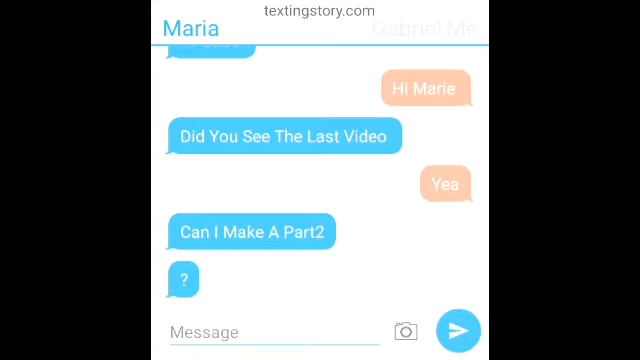 textingstory.com
Maria
Gabriel Me
Hi Marie
Did You See The Last Video
Yea
Can I Make A Part2
?
Message